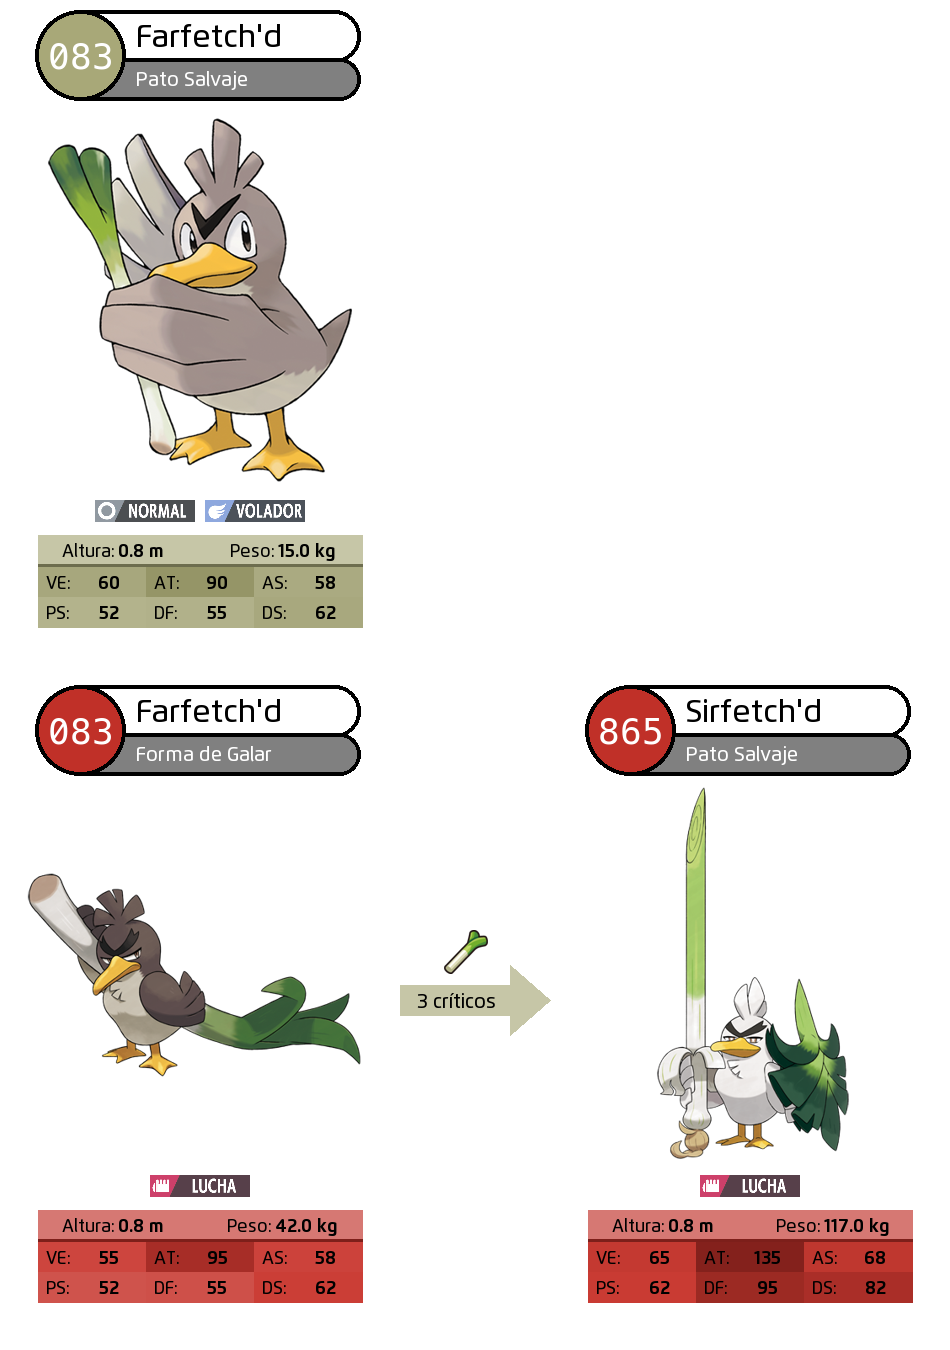 083
Farfetch'd
Pato Salvaje
NORMAL VOLADOR
Altura: 0.8 m Peso: 15.0 kg
VE: 60 AT: 90 AS: 58
PS: 52 DF: 55 DS: 62
083
Farfetch'd
Forma de Galar
865
Sirfetch'd
Pato Salvaje
3 críticos
LUCHA
Altura: 0.8 m Peso: 42.0 kg
VE: 55 AT: 95 AS: 58
PS: 52 DF: 55 DS: 62
LUCHA
Altura: 0.8 m Peso: 117.0 kg
VE: 65 AT: 135 AS: 68
PS: 62 DF: 95 DS: 82